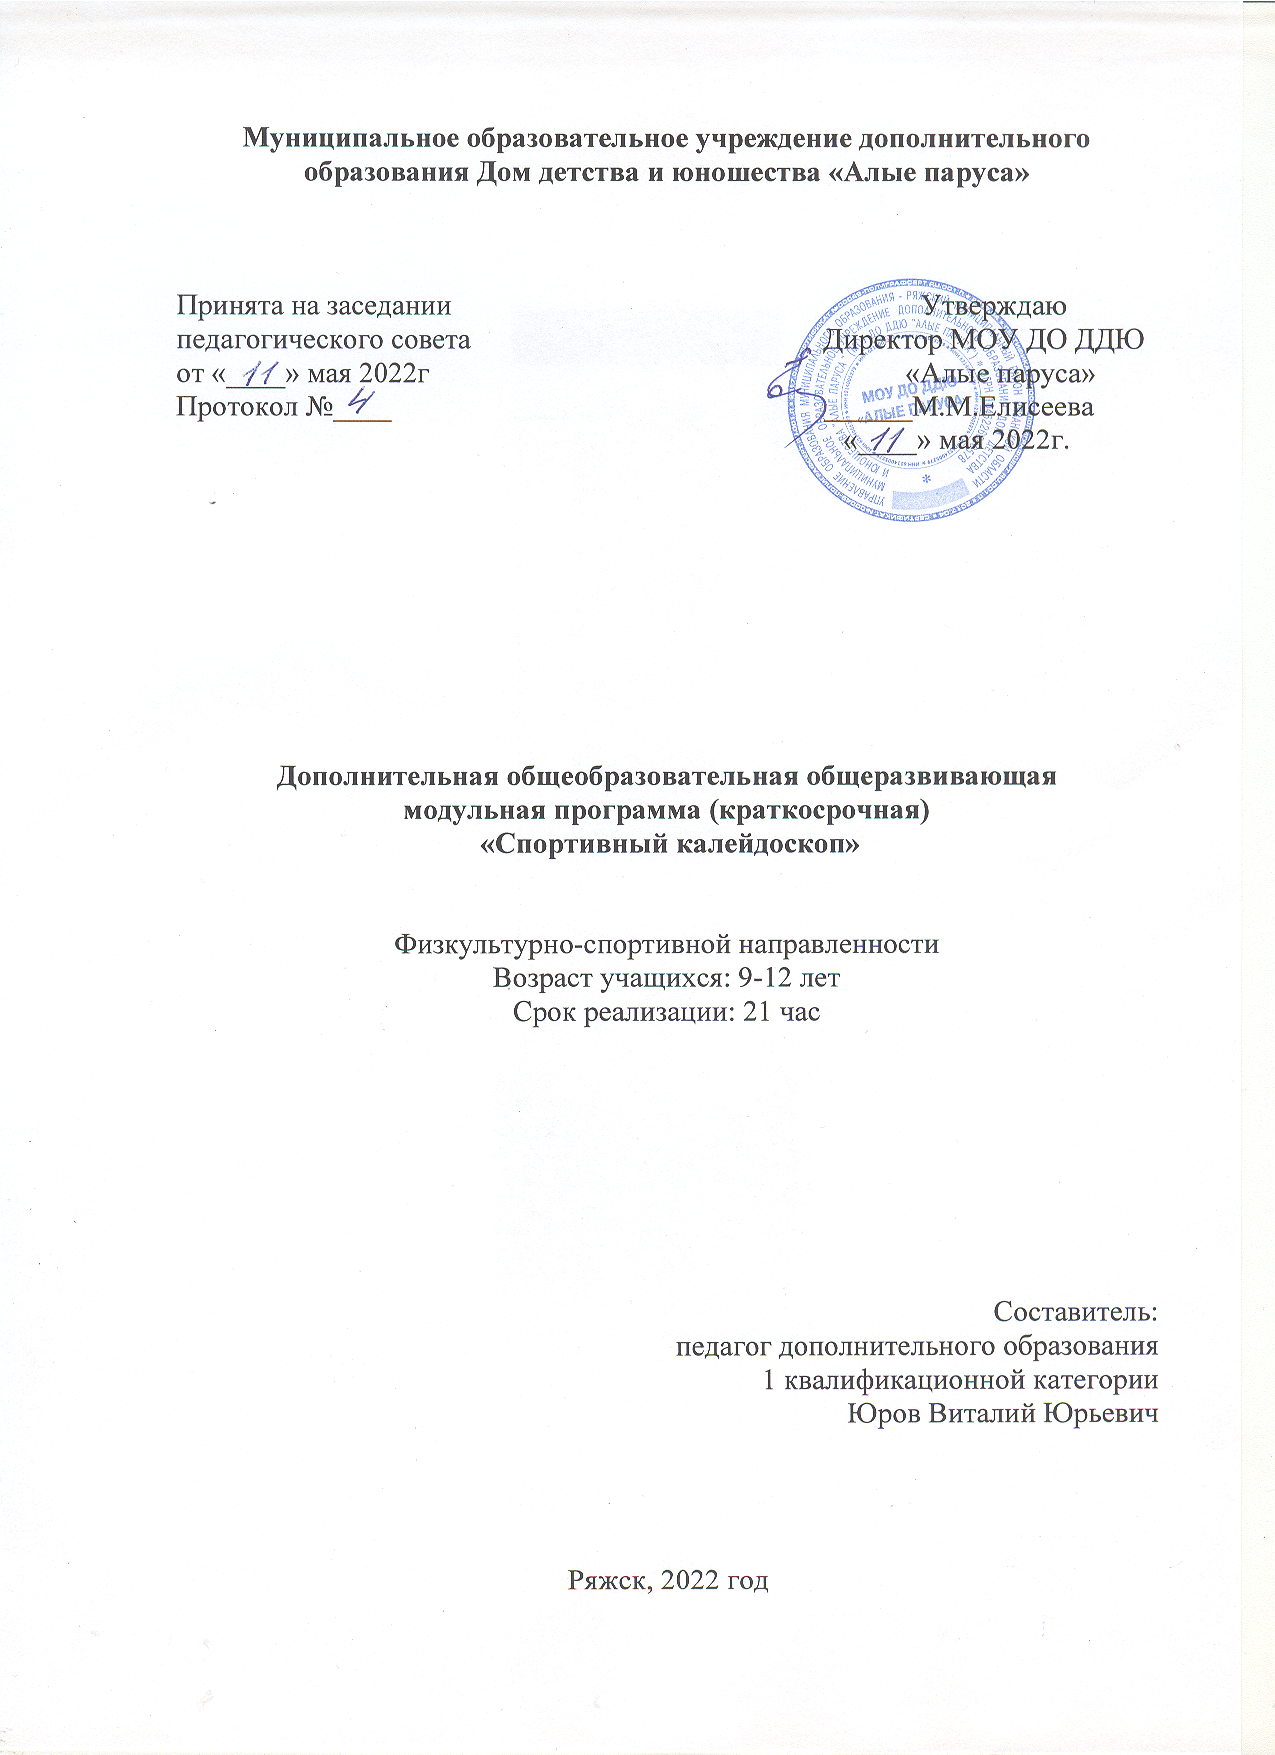 Муниципальное образовательное учреждение дополнительного
образования Дом детства и юношества «Алые паруса»
Принята на заседании
педагогического совета
от «11» мая 2022г
Протокол № 4
Утверждаю
Директор МОУ ДО ДДЮ
«Алые паруса»
М.М.Елисеева
«11» мая 2022г.
МОУ ДО ДДЮ
„АЛЫЕ ПАРУСА"
Дополнительная общеобразовательная общеразвивающая
модульная программа (краткосрочная)
«Спортивный калейдоскоп»
Физкультурно-спортивной направленности
Возраст учащихся: 9-12 лет
Срок реализации: 21 час
Составитель:
педагог дополнительного образования
1 квалификационной категории
Юров Виталий Юрьевич
Ряжск, 2022 год